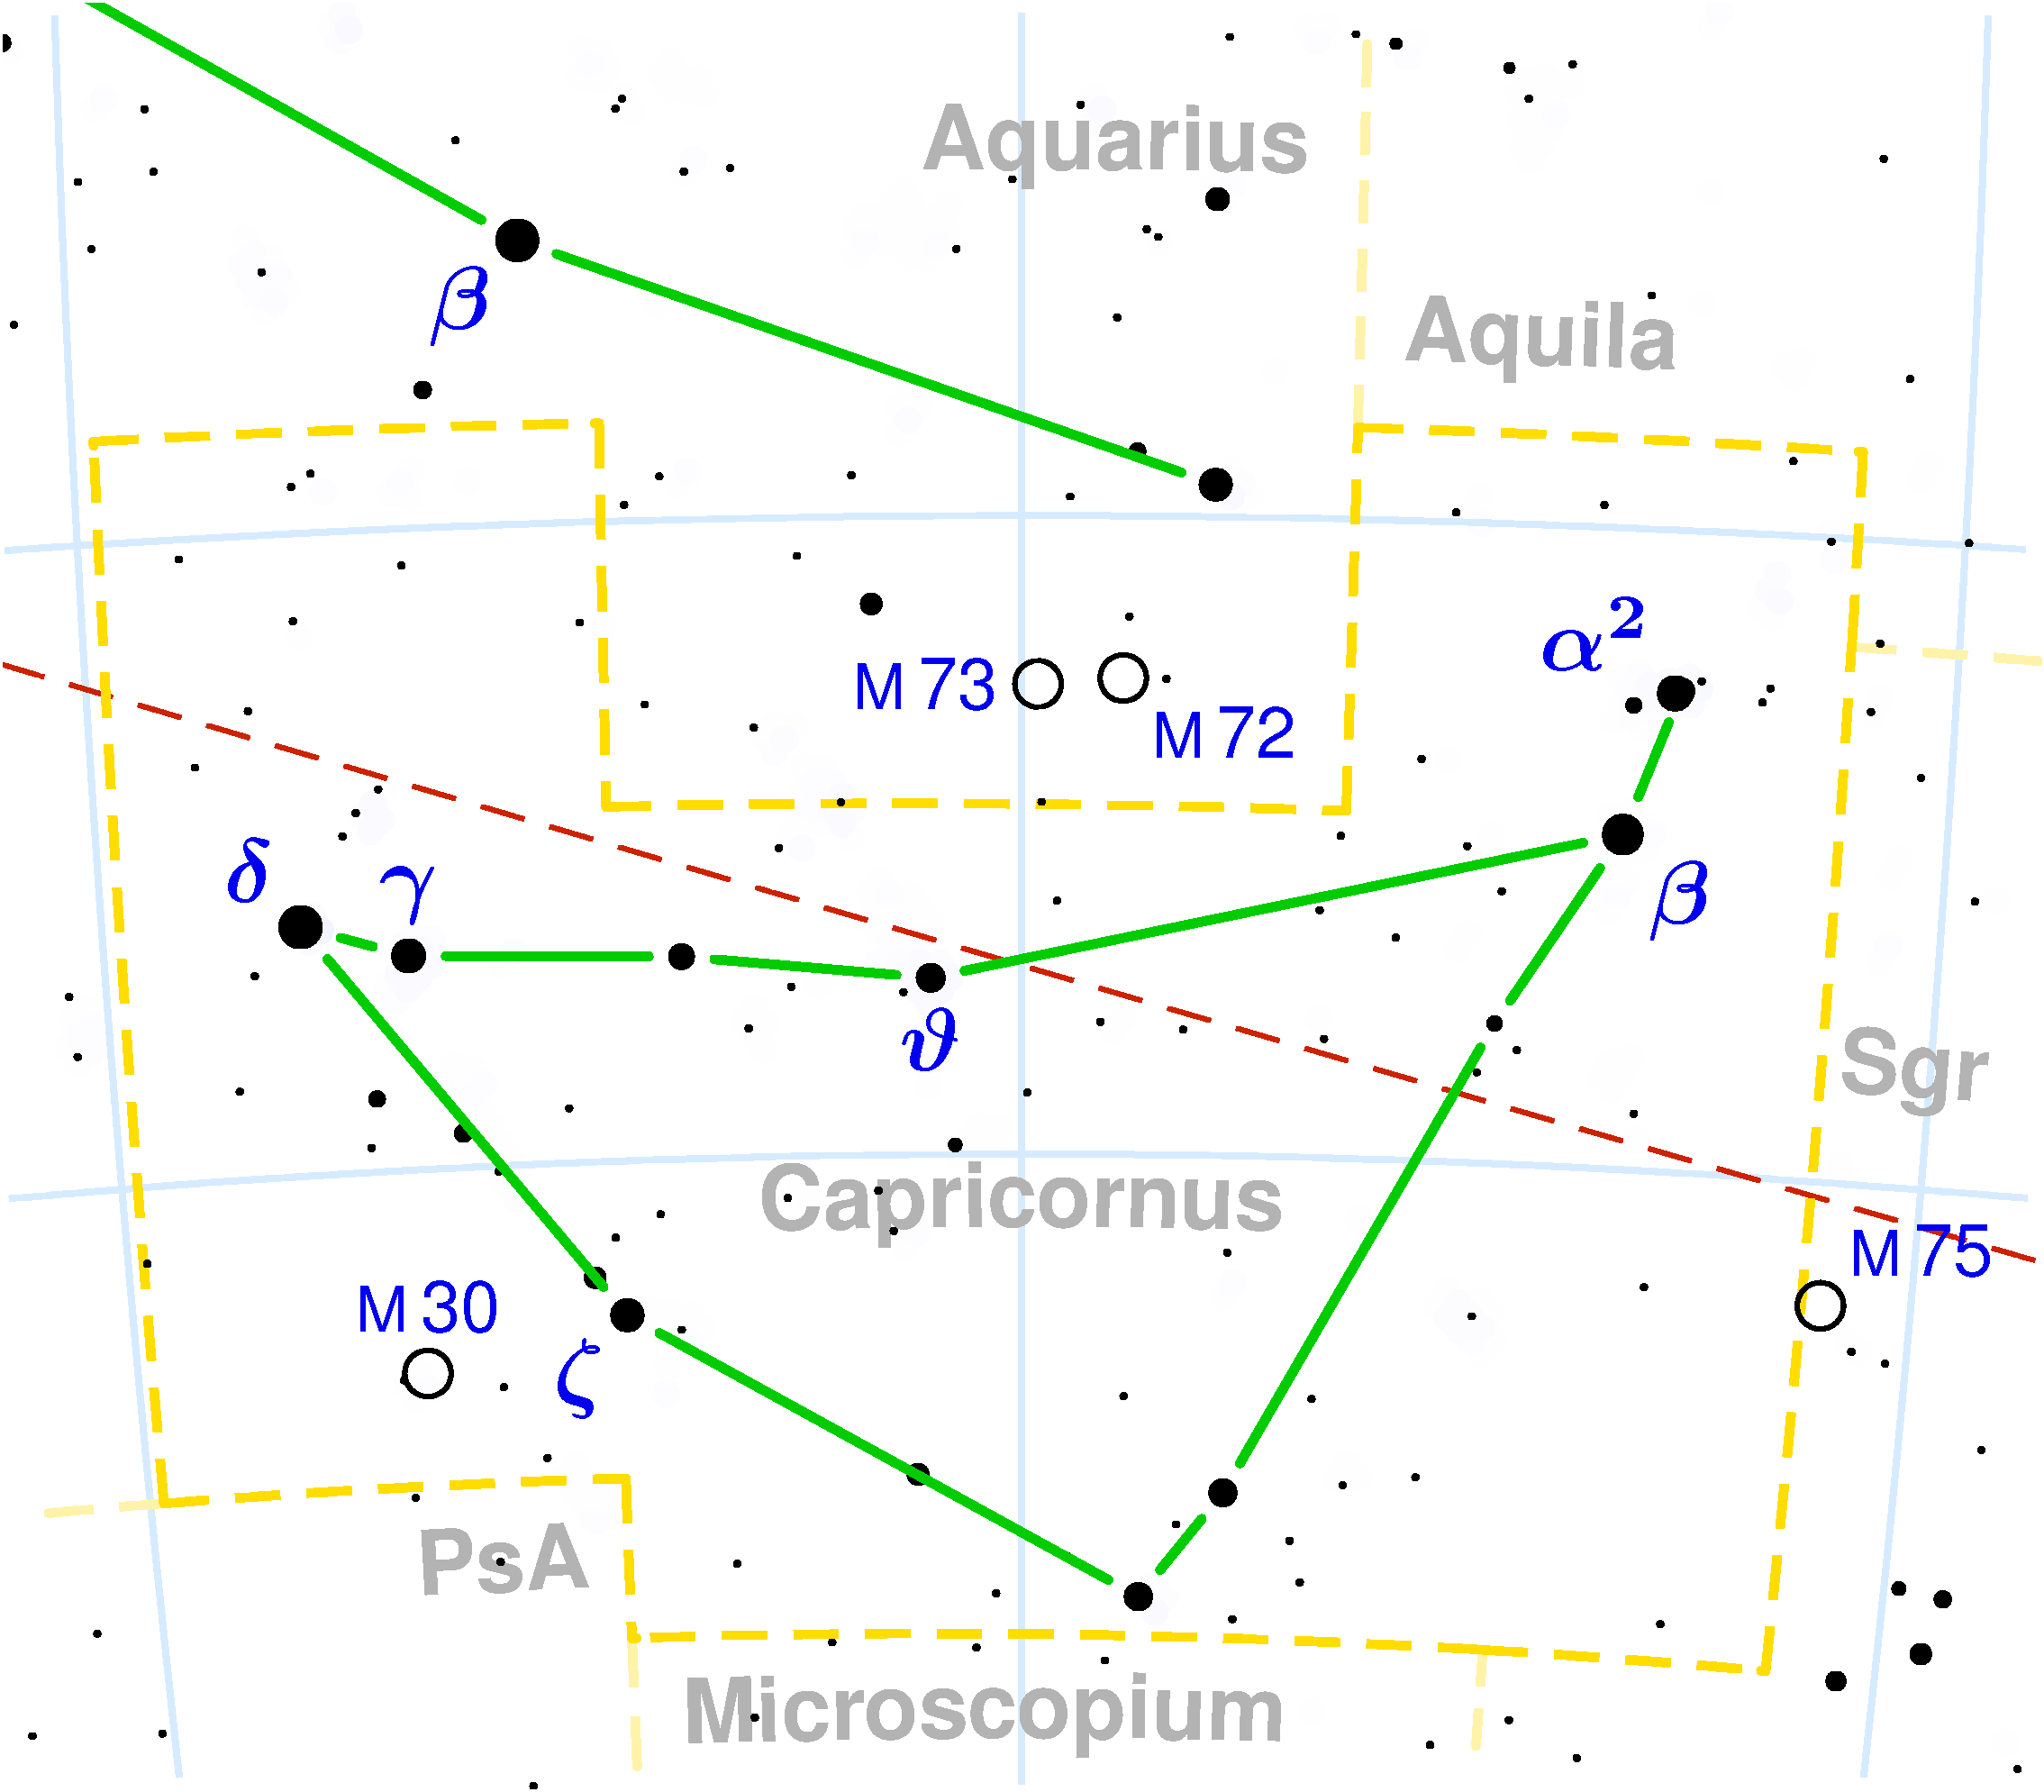 Aquarius
β
Aquila
α²
M 73
M 72
δ
γ
β
ϑ
Sgr
Capricornus
M 75
M 30
ζ
PsA
Microscopium